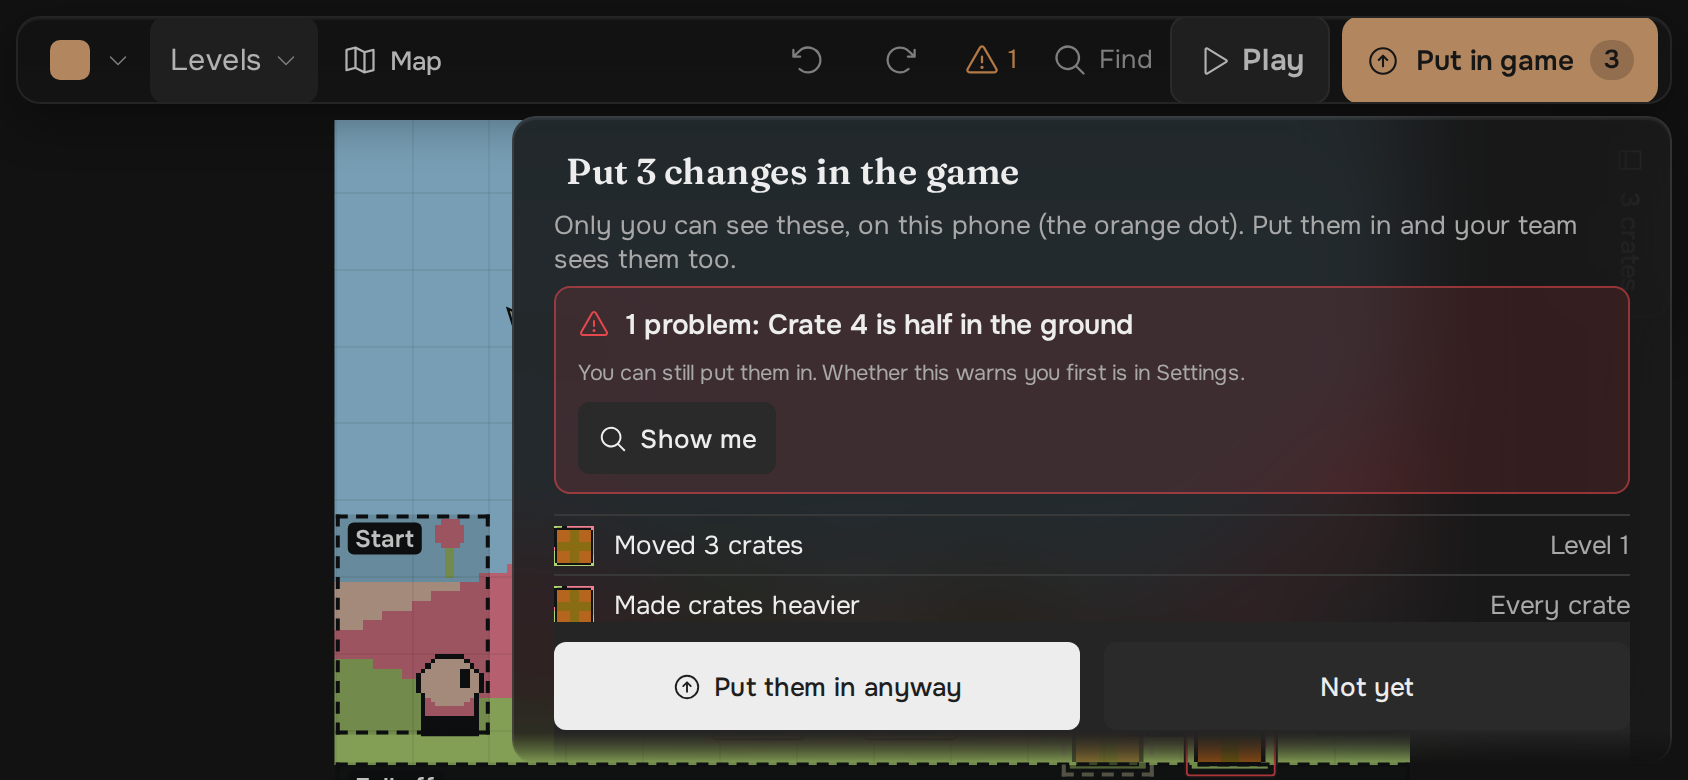 Levels
Map
1
Find
Play
Put in game 3
Put 3 changes in the game
Only you can see these, on this phone (the orange dot). Put them in and your team
sees them too.
3 crates
1 problem: Crate 4 is half in the ground
You can still put them in. Whether this warns you first is in Settings.
Show me
Start
Moved 3 crates
Level 1
Made crates heavier
Every crate
Put them in anyway
Not yet